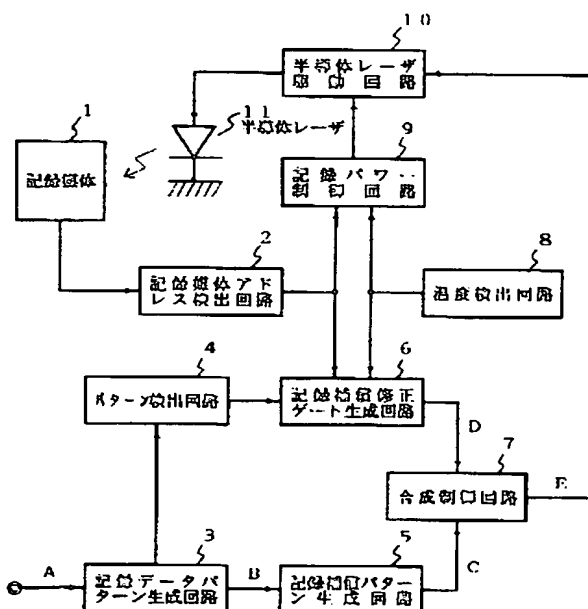 10
半導体レーザ
駆動回路
1
11
半導体レーザ
9
記録媒体
記録パワー
制御回路
2
8
記録媒体アド
レス検出回路
温度検出回路
4
6
パターン検出回路
記録補償修正
ゲート生成回路
D
7
合成制御回路
E
3
5
C
A
記録データパ
ターン生成回路
B
記録補償パター
ン生成回路